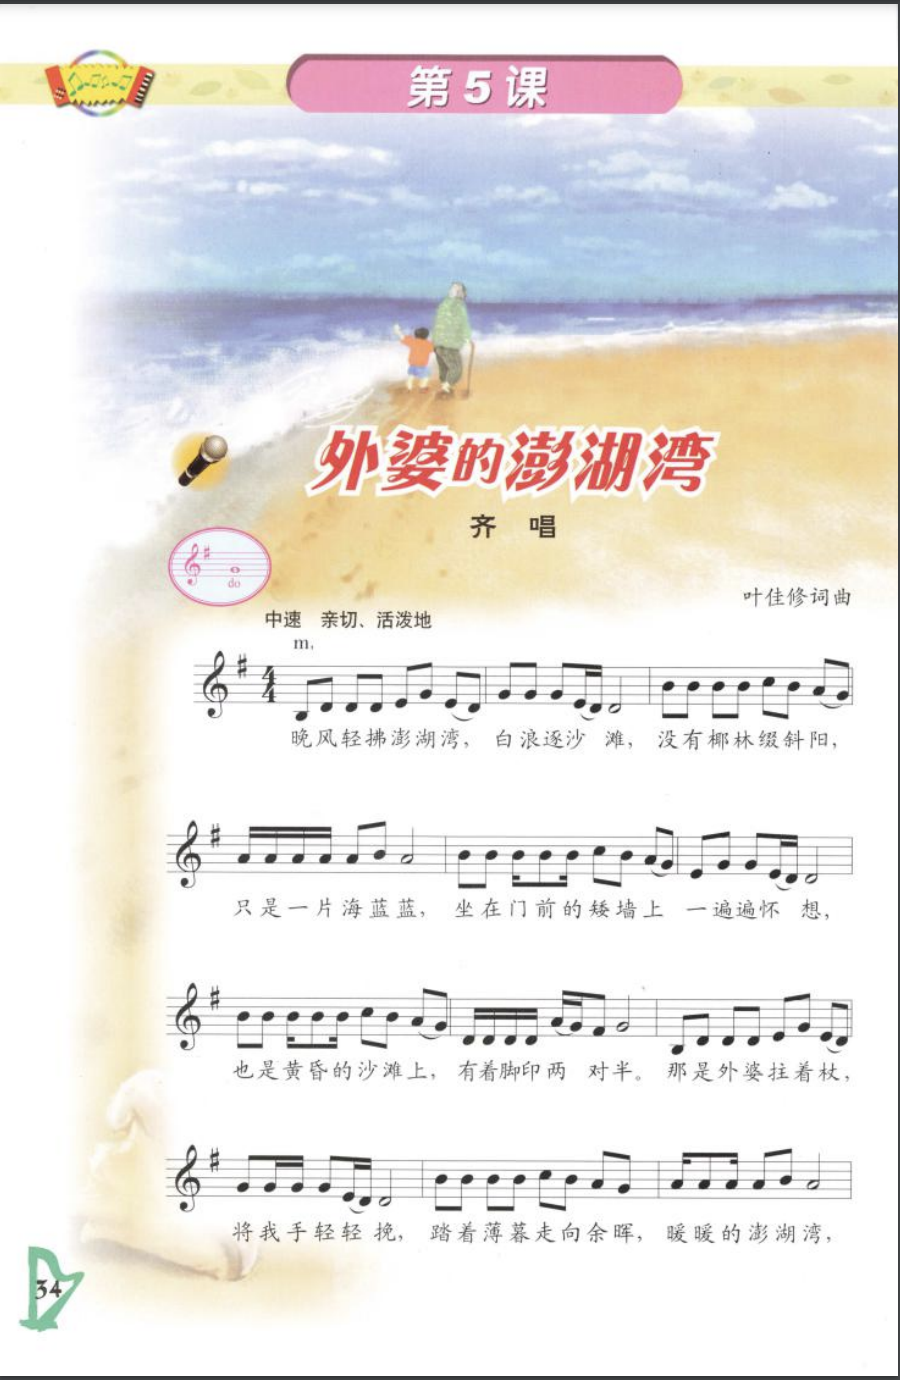 第5课
外婆的澎湖湾
齐 唱
do
叶佳修词曲
中速 亲切、活泼地
m,
4
4
晚风轻拂澎湖湾, 白浪逐沙 滩, 没有椰林缀斜阳,
只是一片海蓝蓝, 坐在门前的矮墙上 一遍遍怀 想,
也是黄昏的沙滩上, 有着脚印两 对半。 那是外婆拄着杖,
将我手轻轻 挽, 踏着薄暮走向余晖, 暖暖的澎湖湾,
34